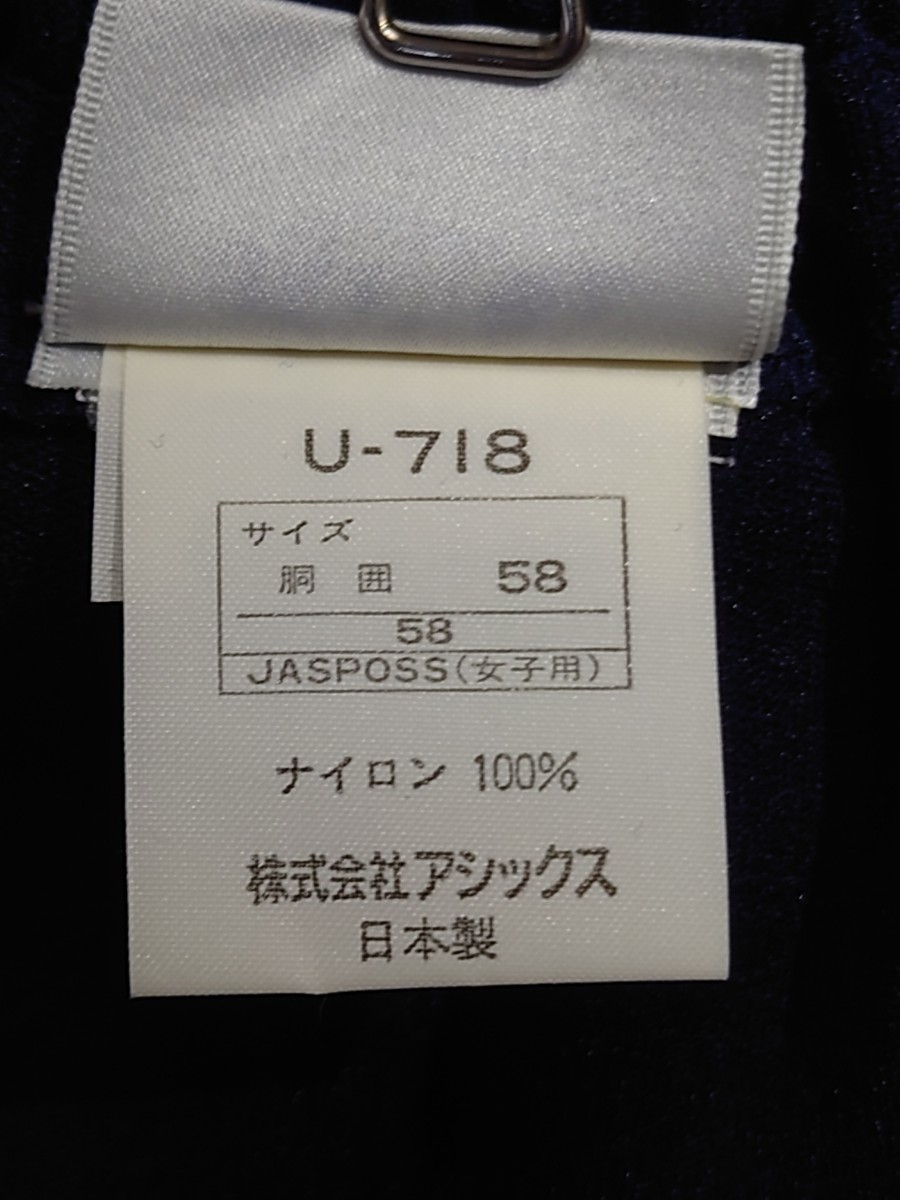 U-718
サイズ
胴囲 58
58
JASPOSS(女子用)
ナイロン 100%
株式会社アシックス
日本製